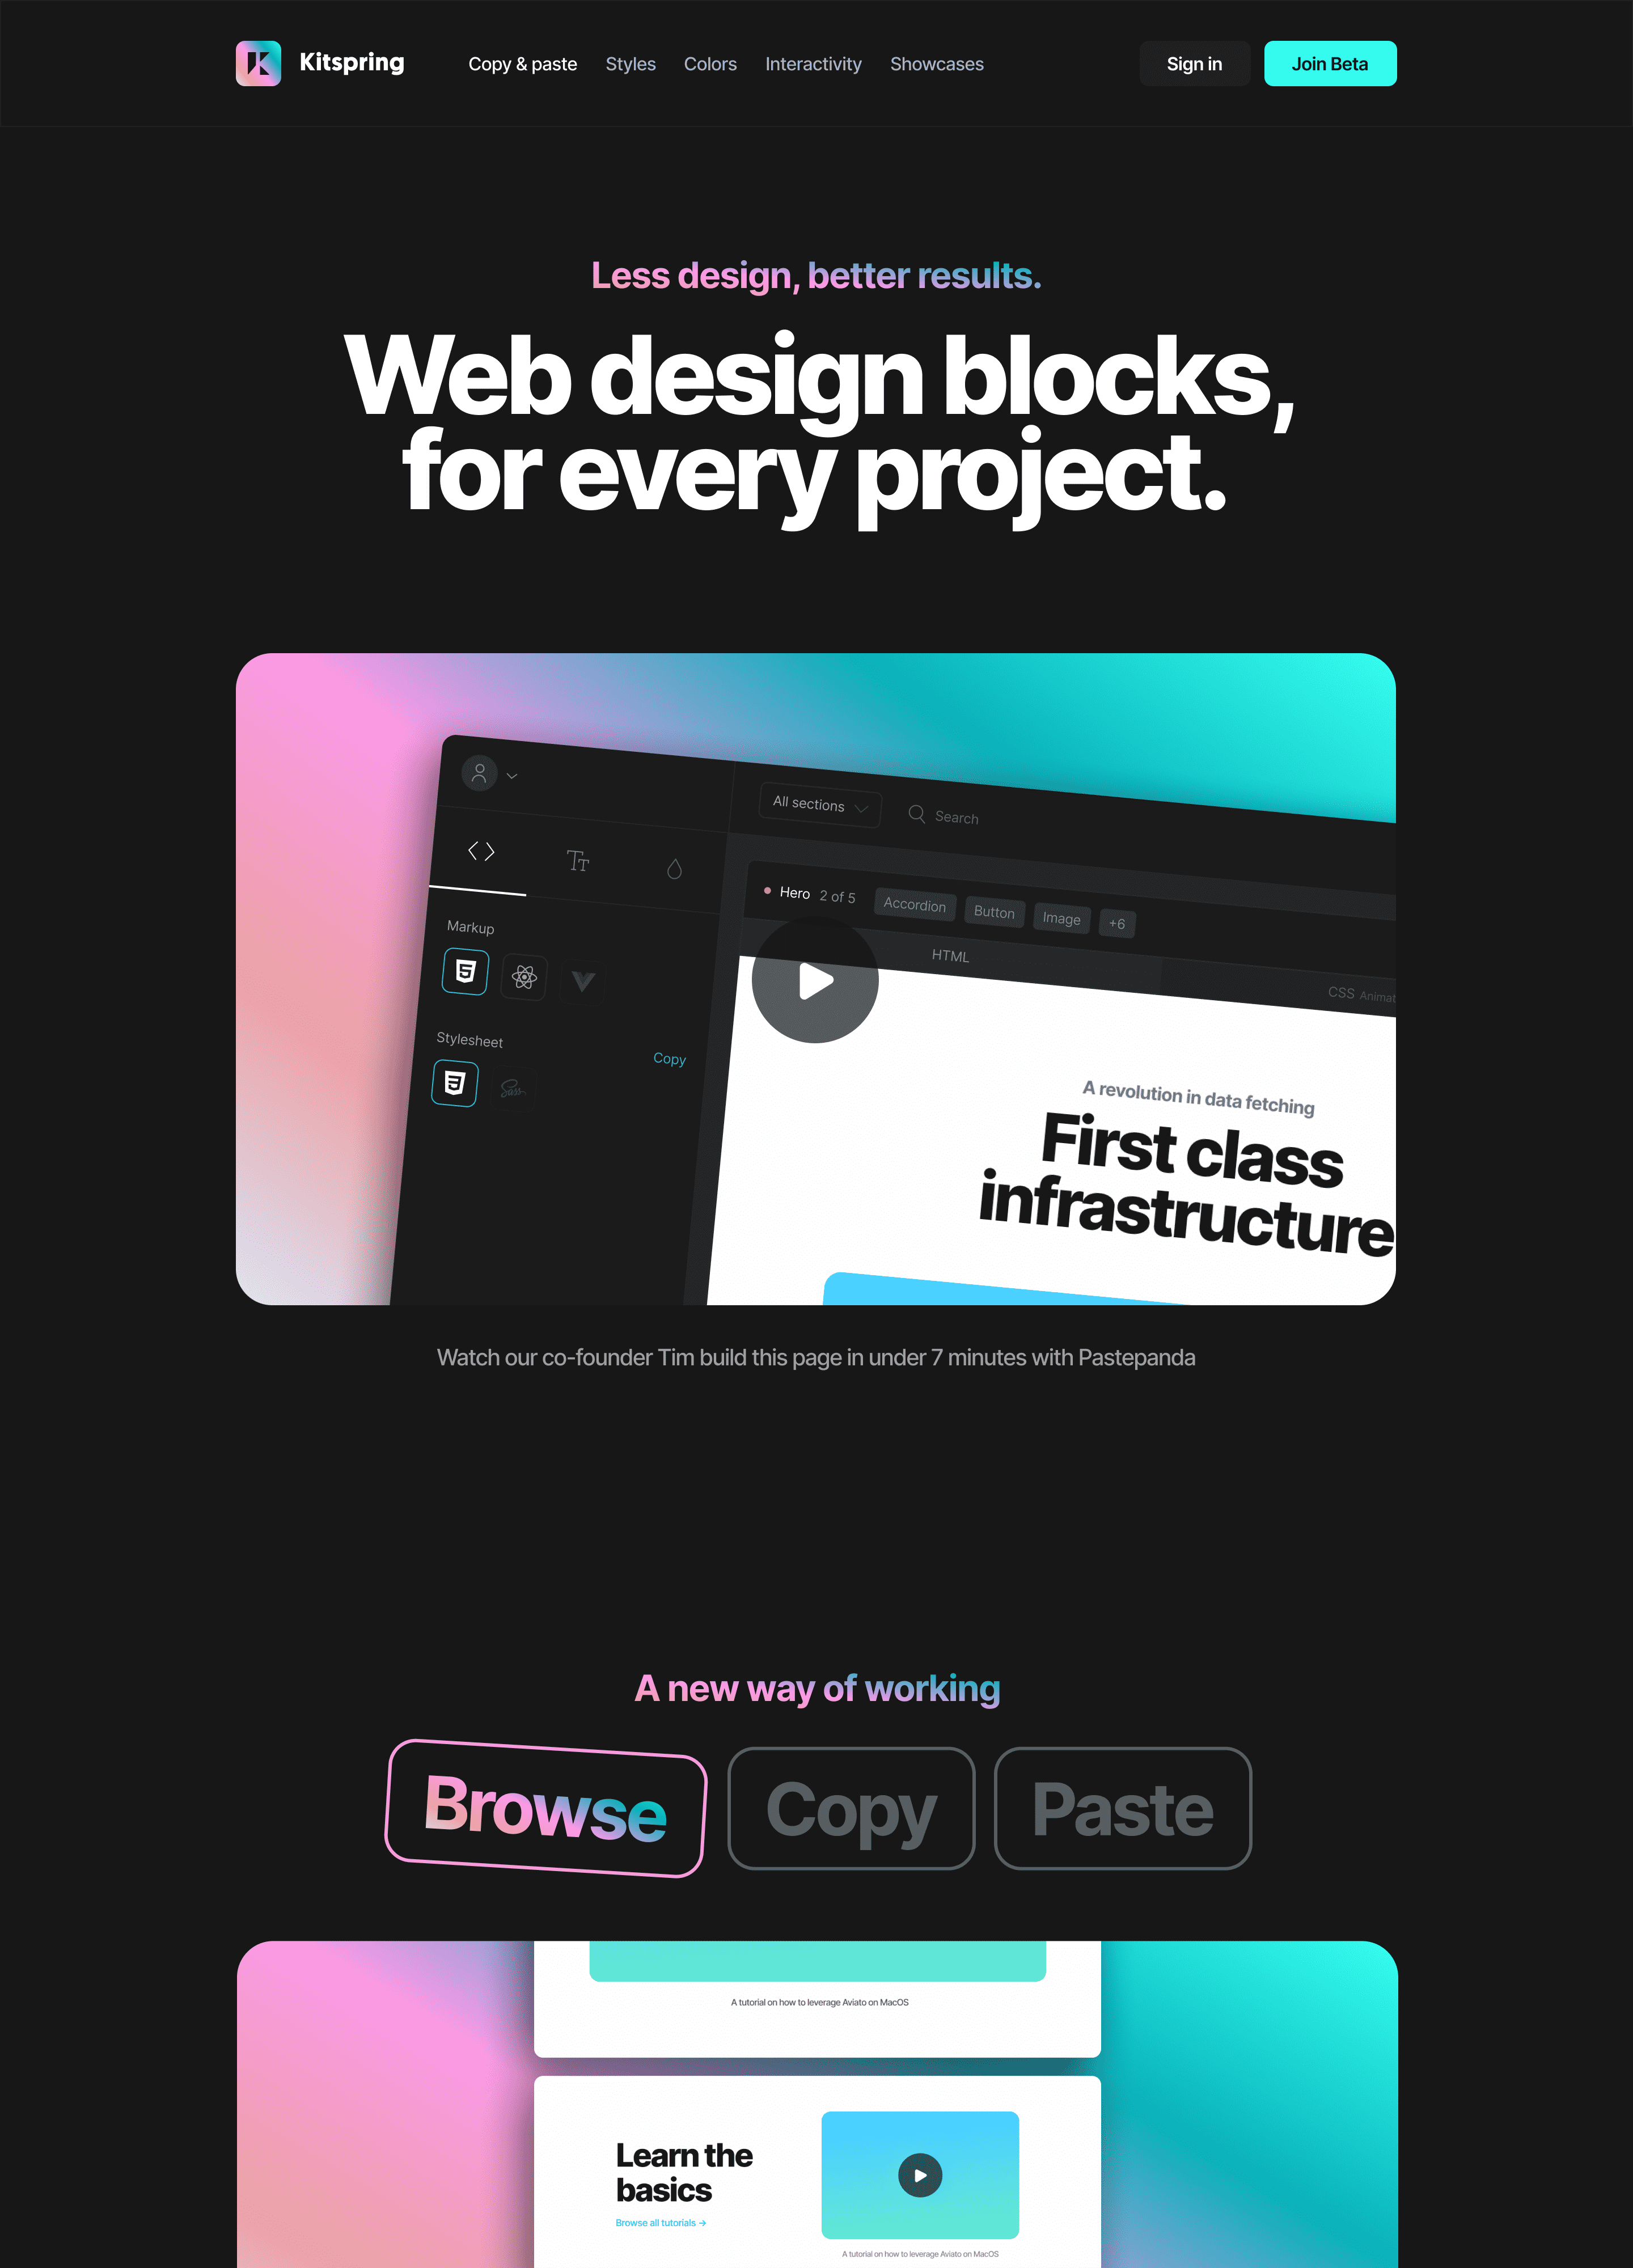 Kitspring
Copy & paste
Styles
Colors
Interactivity
Showcases
Sign in
Join Beta
Less design, better results.
Web design blocks,
for every project.
All sections
Search
Hero 2 of 5
Accordion
Button
Image
+6
HTML
CSS Animat
Markup
Stylesheet
Copy
Sass
A revolution in data fetching
First class
infrastructure
Watch our co-founder Tim build this page in under 7 minutes with Pastepanda
A new way of working
Browse
Copy
Paste
A tutorial on how to leverage Aviato on MacOS
Learn the
basics
Browse all tutorials →
A tutorial on how to leverage Aviato on MacOS